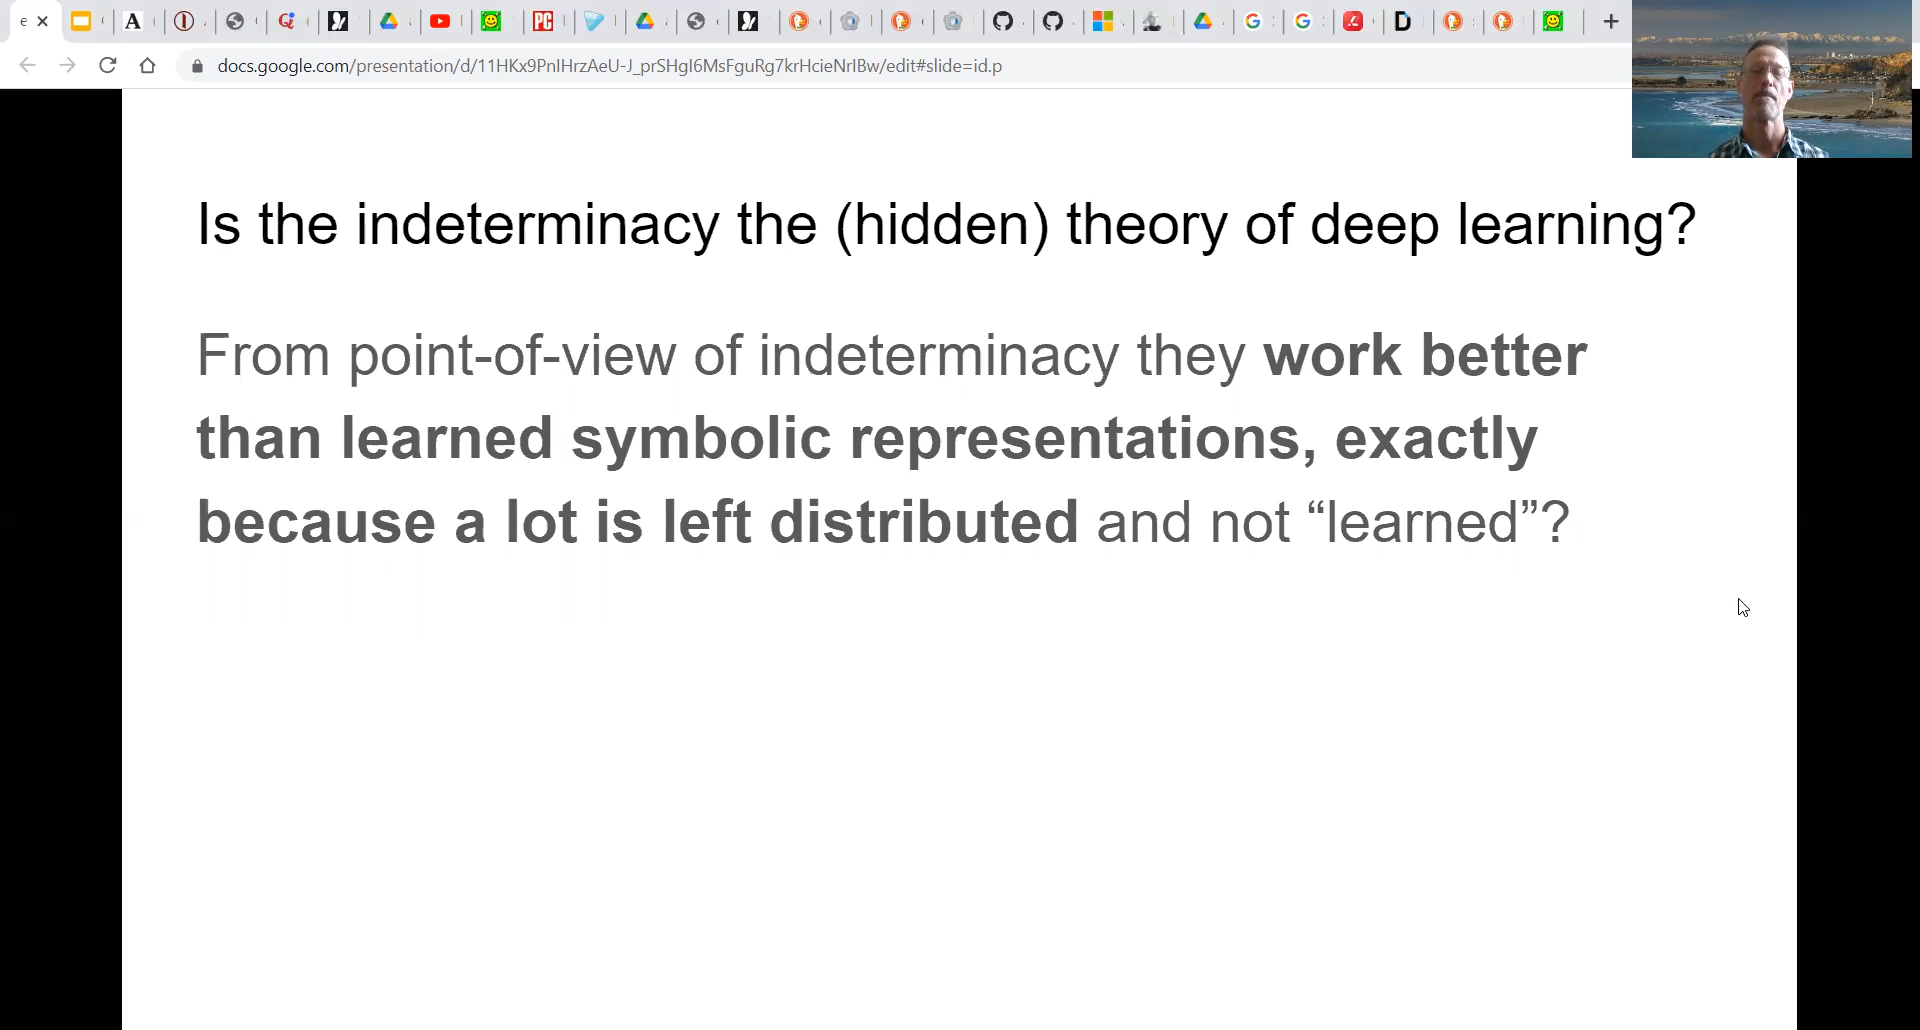 docs.google.com/presentation/d/11HKx9PnIHrzAeU-J_prSHgI6MsFguRg7krHcieNrIBw/edit#slide=id.p
Is the indeterminacy the (hidden) theory of deep learning?
From point-of-view of indeterminacy they work better
than learned symbolic representations, exactly
because a lot is left distributed and not “learned”?